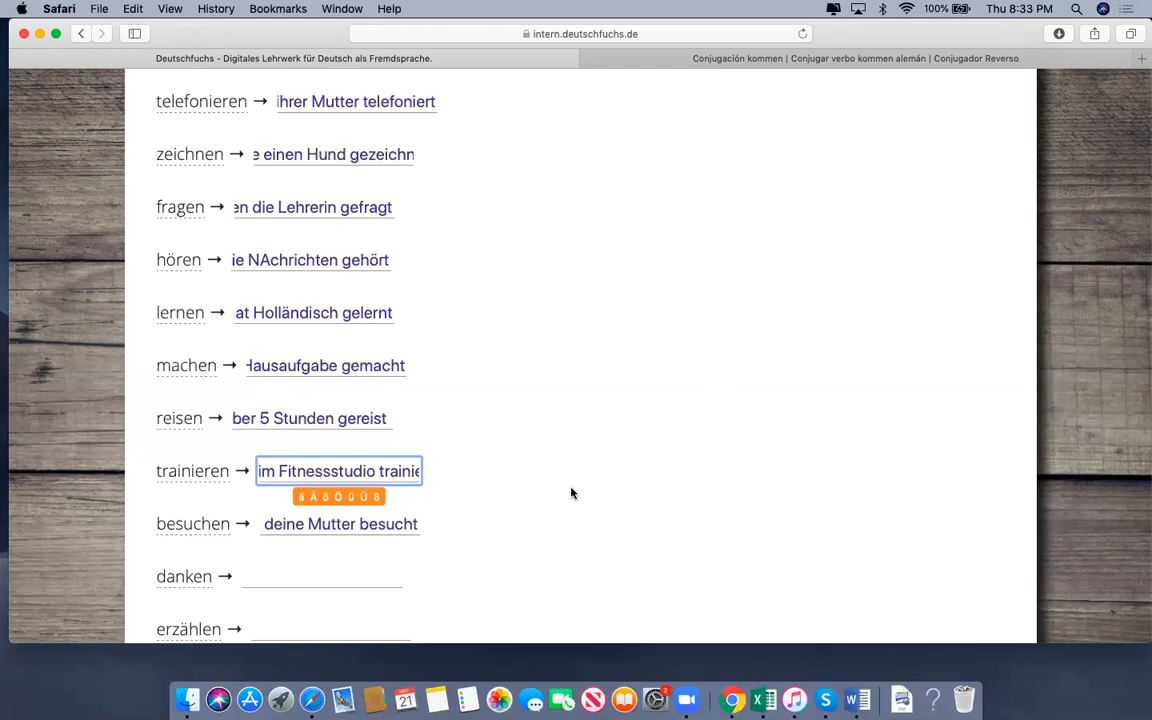 Safari File Edit View History Bookmarks Window Help 100% Thu 8:33 PM
intern.deutschfuchs.de
Deutschfuchs - Digitales Lehrwerk für Deutsch als Fremdsprache. Conjugación kommen | Conjugar verbo kommen alemán | Conjugador Reverso
telefonieren → ihrer Mutter telefoniert
zeichnen → e einen Hund gezeichn
fragen → en die Lehrerin gefragt
hören → ie NAchrichten gehört
lernen → at Holländisch gelernt
machen → Hausaufgabe gemacht
reisen → ber 5 Stunden gereist
trainieren → im Fitnessstudio trainie
ä Ä ö Ö ü Ü ß
besuchen → deine Mutter besucht
danken →
erzählen →
MAY 21 2